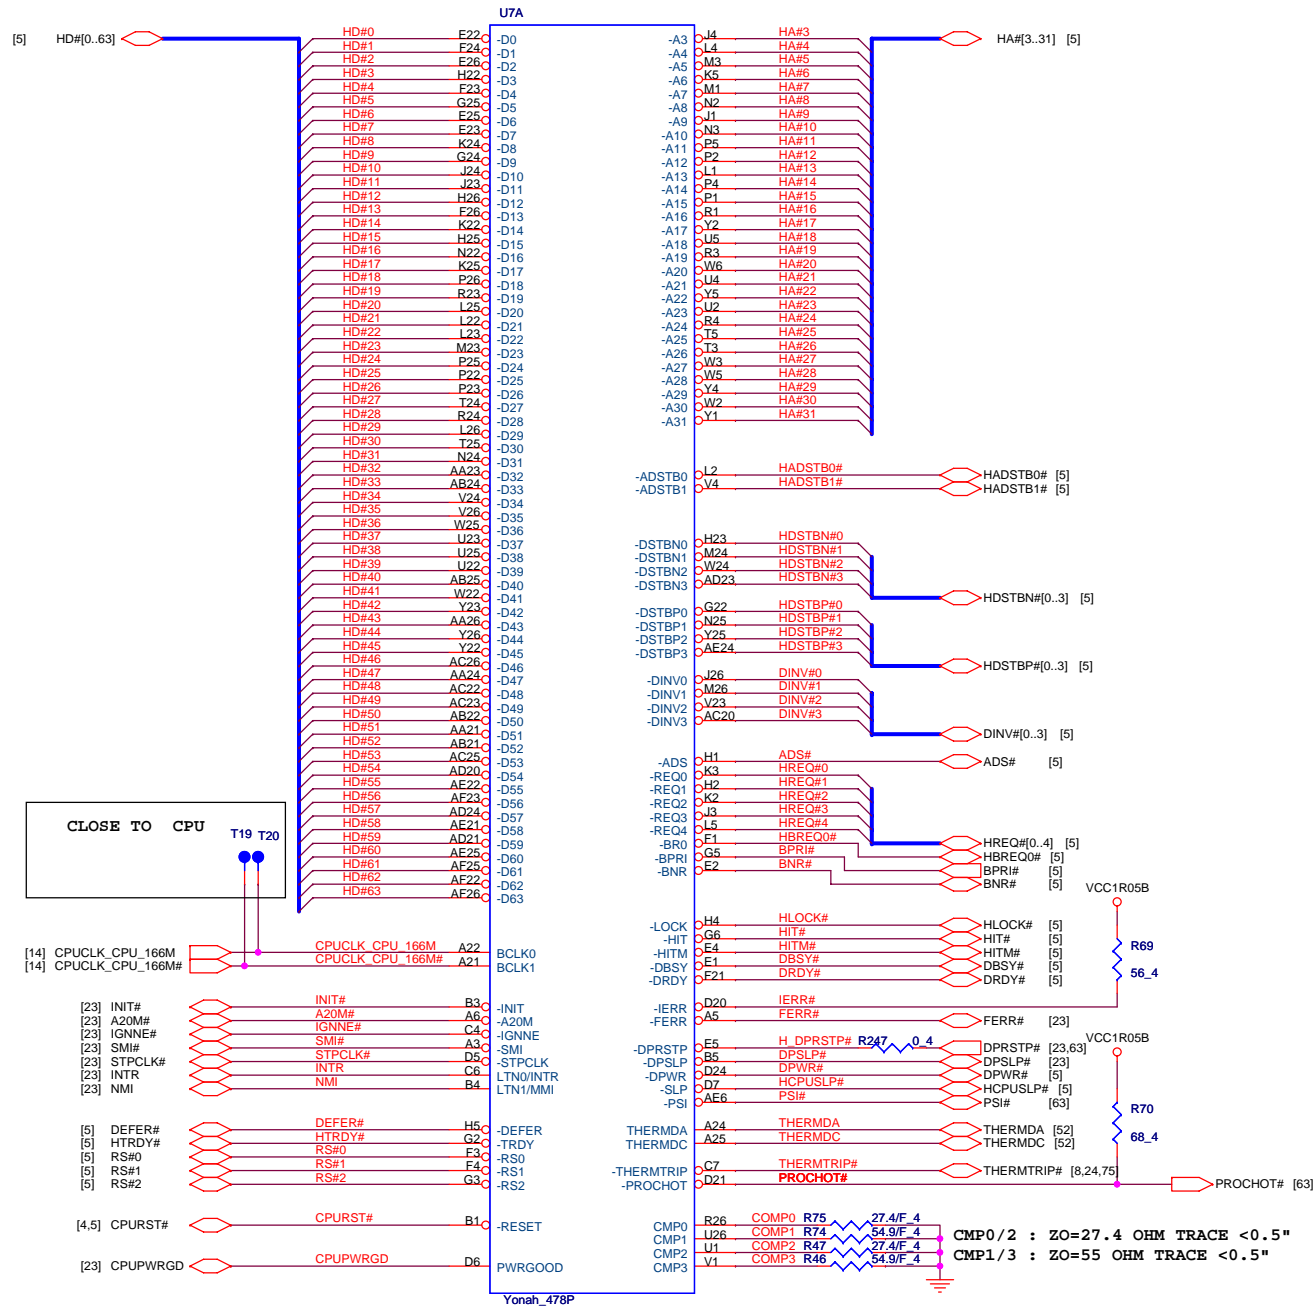 U7A
[5] HD#[0..63]
HD#0 E22 -D0
HD#1 F24 -D1
HD#2 E26 -D2
HD#3 H22 -D3
HD#4 F23 -D4
HD#5 G25 -D5
HD#6 E25 -D6
HD#7 E23 -D7
HD#8 K24 -D8
HD#9 G24 -D9
HD#10 J24 -D10
HD#11 J23 -D11
HD#12 H26 -D12
HD#13 F26 -D13
HD#14 K22 -D14
HD#15 H25 -D15
HD#16 N22 -D16
HD#17 K25 -D17
HD#18 P26 -D18
HD#19 R23 -D19
HD#20 L25 -D20
HD#21 L22 -D21
HD#22 L23 -D22
HD#23 M23 -D23
HD#24 P25 -D24
HD#25 P22 -D25
HD#26 P23 -D26
HD#27 T24 -D27
HD#28 R24 -D28
HD#29 L26 -D29
HD#30 T25 -D30
HD#31 N24 -D31
HD#32 AA23 -D32
HD#33 AB24 -D33
HD#34 V24 -D34
HD#35 V26 -D35
HD#36 W25 -D36
HD#37 U23 -D37
HD#38 U25 -D38
HD#39 U22 -D39
HD#40 AB25 -D40
HD#41 W22 -D41
HD#42 Y23 -D42
HD#43 AA26 -D43
HD#44 Y26 -D44
HD#45 Y22 -D45
HD#46 AC26 -D46
HD#47 AA24 -D47
HD#48 AC22 -D48
HD#49 AC23 -D49
HD#50 AB22 -D50
HD#51 AA21 -D51
HD#52 AB21 -D52
HD#53 AC25 -D53
HD#54 AD20 -D54
HD#55 AE22 -D55
HD#56 AF23 -D56
HD#57 AD24 -D57
HD#58 AE21 -D58
HD#59 AD21 -D59
HD#60 AE25 -D60
HD#61 AF25 -D61
HD#62 AF22 -D62
HD#63 AF26 -D63
CLOSE TO CPU
T19 T20
[14] CPUCLK_CPU_166M CPUCLK_CPU_166M A22 BCLK0
[14] CPUCLK_CPU_166M# CPUCLK_CPU_166M# A21 BCLK1
[23] INIT# INIT# B3 -INIT
[23] A20M# A20M# A6 -A20M
[23] IGNNE# IGNNE# C4 -IGNNE
[23] SMI# SMI# A3 -SMI
[23] STPCLK# STPCLK# D5 -STPCLK
[23] INTR INTR C6 LTN0/INTR
[23] NMI NMI B4 LTN1/MMI
[5] DEFER# DEFER# H5 -DEFER
[5] HTRDY# HTRDY# G2 -TRDY
[5] RS#0 RS#0 F3 -RS0
[5] RS#1 RS#1 F4 -RS1
[5] RS#2 RS#2 G3 -RS2
[4,5] CPURST# CPURST# B1 -RESET
[23] CPUPWRGD CPUPWRGD D6 PWRGOOD
-A3 J4 HA#3 HA#[3..31] [5]
-A4 L4 HA#4
-A5 M3 HA#5
-A6 K5 HA#6
-A7 M1 HA#7
-A8 N2 HA#8
-A9 J1 HA#9
-A10 N3 HA#10
-A11 P5 HA#11
-A12 P2 HA#12
-A13 L1 HA#13
-A14 P4 HA#14
-A15 P1 HA#15
-A16 R1 HA#16
-A17 Y2 HA#17
-A18 U5 HA#18
-A19 R3 HA#19
-A20 W6 HA#20
-A21 U4 HA#21
-A22 Y5 HA#22
-A23 U2 HA#23
-A24 R4 HA#24
-A25 T5 HA#25
-A26 T3 HA#26
-A27 W3 HA#27
-A28 W5 HA#28
-A29 Y4 HA#29
-A30 W2 HA#30
-A31 Y1 HA#31
-ADSTB0 L2 HADSTB0# HADSTB0# [5]
-ADSTB1 V4 HADSTB1# HADSTB1# [5]
-DSTBN0 H23 HDSTBN#0
-DSTBN1 M24 HDSTBN#1
-DSTBN2 W24 HDSTBN#2
-DSTBN3 AD23 HDSTBN#3
HDSTBN#[0..3] [5]
-DSTBP0 G22 HDSTBP#0
-DSTBP1 N25 HDSTBP#1
-DSTBP2 Y25 HDSTBP#2
-DSTBP3 AE24 HDSTBP#3
HDSTBP#[0..3] [5]
-DINV0 J26 DINV#0
-DINV1 M26 DINV#1
-DINV2 V23 DINV#2
-DINV3 AC20 DINV#3
DINV#[0..3] [5]
-ADS H1 ADS# ADS# [5]
-REQ0 K3 HREQ#0
-REQ1 H2 HREQ#1
-REQ2 K2 HREQ#2
-REQ3 J3 HREQ#3
-REQ4 L5 HREQ#4 HREQ#[0..4] [5]
-BR0 F1 HBREQ0# HBREQ0# [5]
-BPRI G5 BPRI# BPRI# [5]
-BNR E2 BNR# BNR# [5]
VCC1R05B
R69
56_4
-LOCK H4 HLOCK# HLOCK# [5]
-HIT G6 HIT# HIT# [5]
-HITM E4 HITM# HITM# [5]
-DBSY E1 DBSY# DBSY# [5]
-DRDY F21 DRDY# DRDY# [5]
-IERR D20 IERR#
-FERR A5 FERR# FERR# [23]
VCC1R05B
R70
68_4
-DPRSTP E5 H_DPRSTP# R247 0_4 DPRSTP# [23,63]
-DPSLP B5 DPSLP# DPSLP# [23]
-DPWR D24 DPWR# DPWR# [5]
-SLP D7 HCPUSLP# HCPUSLP# [5]
-PSI AE6 PSI# PSI# [63]
THERMDA A24 THERMDA THERMDA [52]
THERMDC A25 THERMDC THERMDC [52]
-THERMTRIP C7 THERMTRIP# THERMTRIP# [8,24,75]
-PROCHOT D21 PROCHOT# PROCHOT# [63]
CMP0 R26 COMP0 R75 27.4/F_4
CMP1 U26 COMP1 R74 54.9/F_4
CMP2 U1 COMP2 R47 27.4/F_4
CMP3 V1 COMP3 R46 54.9/F_4
CMP0/2 : ZO=27.4 OHM TRACE <0.5"
CMP1/3 : ZO=55 OHM TRACE <0.5"
Yonah_478P